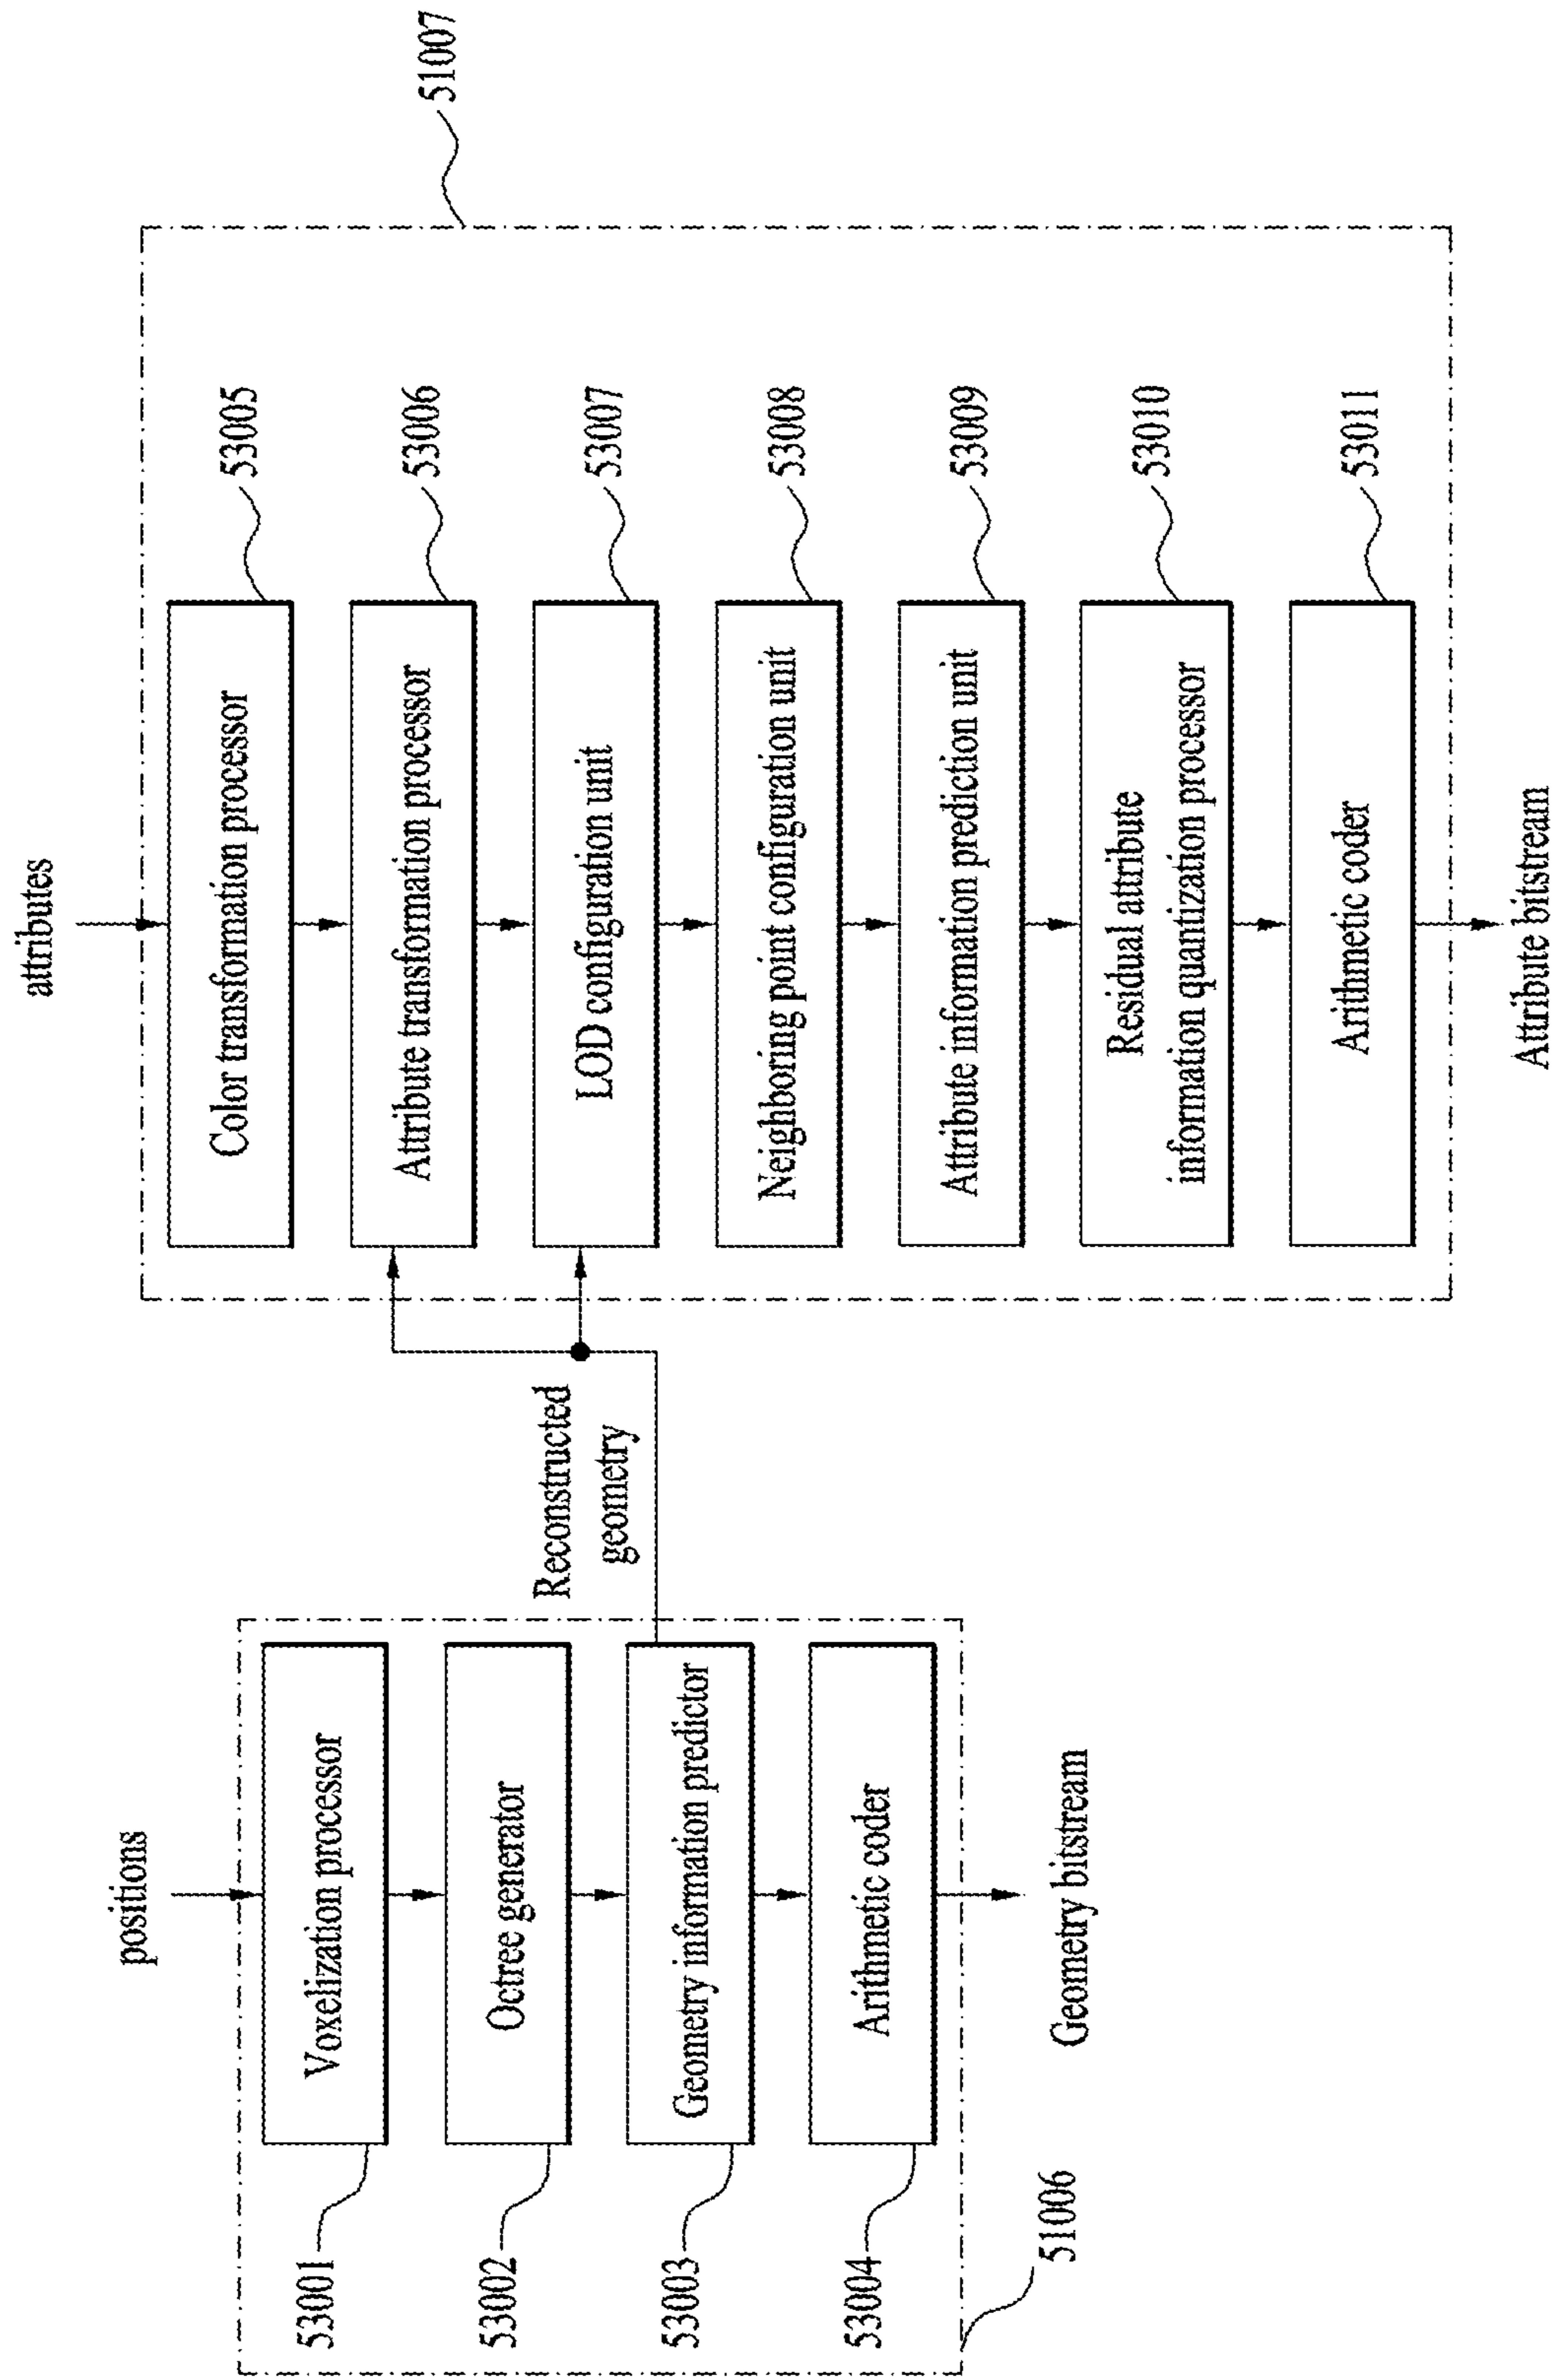 positions
Voxelization processor
53001
Octree generator
53002
Geometry information predictor
53003
Arithmetic coder
53004
51006
Geometry bitstream
Reconstructed
geometry
attributes
51007
Color transformation processor
53005
Attribute transformation processor
53006
LOD configuration unit
53007
Neighboring point configuration unit
53008
Attribute information prediction unit
53009
Residual attribute
information quantization processor
53010
Arithmetic coder
53011
Attribute bitstream